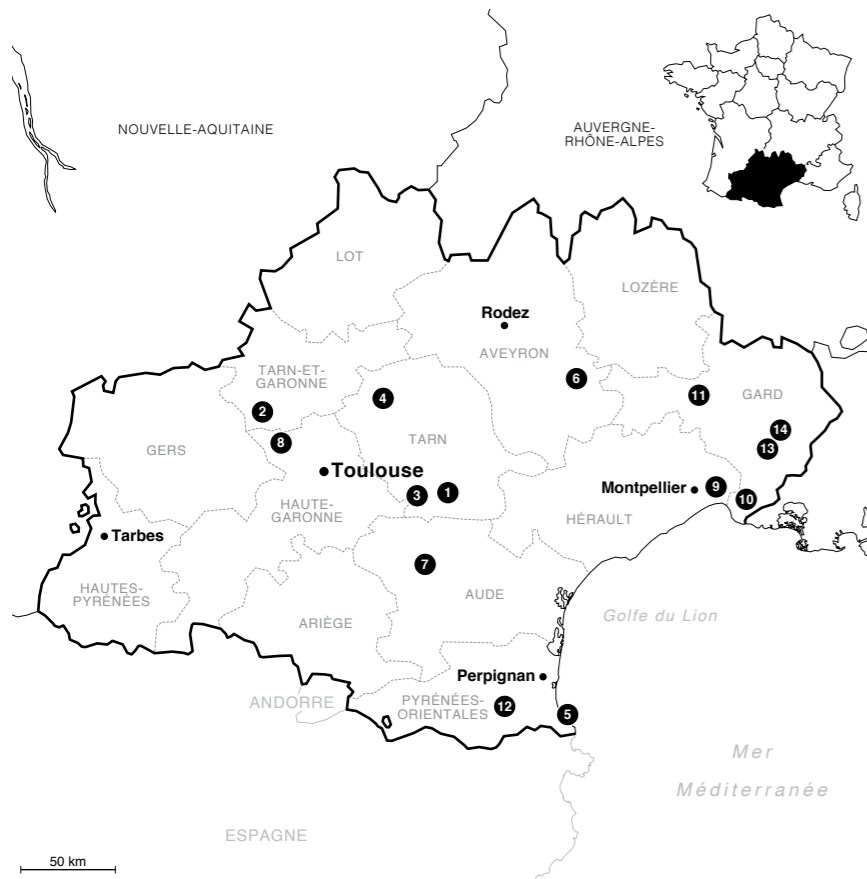 NOUVELLE-AQUITAINE
AUVERGNE-
RHÔNE-ALPES
LOT
LOZÈRE
Rodez
AVEYRON
TARN-ET-
GARONNE
6
11
GARD
2
4
14
8
TARN
13
GERS
Toulouse
3
1
Montpellier
9
10
HAUTE-
GARONNE
HÉRAULT
Tarbes
7
HAUTES-
PYRÉNÉES
AUDE
ARIÈGE
Golfe du Lion
Perpignan
ANDORRE
PYRÉNÉES-
ORIENTALES
12
5
Mer
Méditerranée
ESPAGNE
50 km